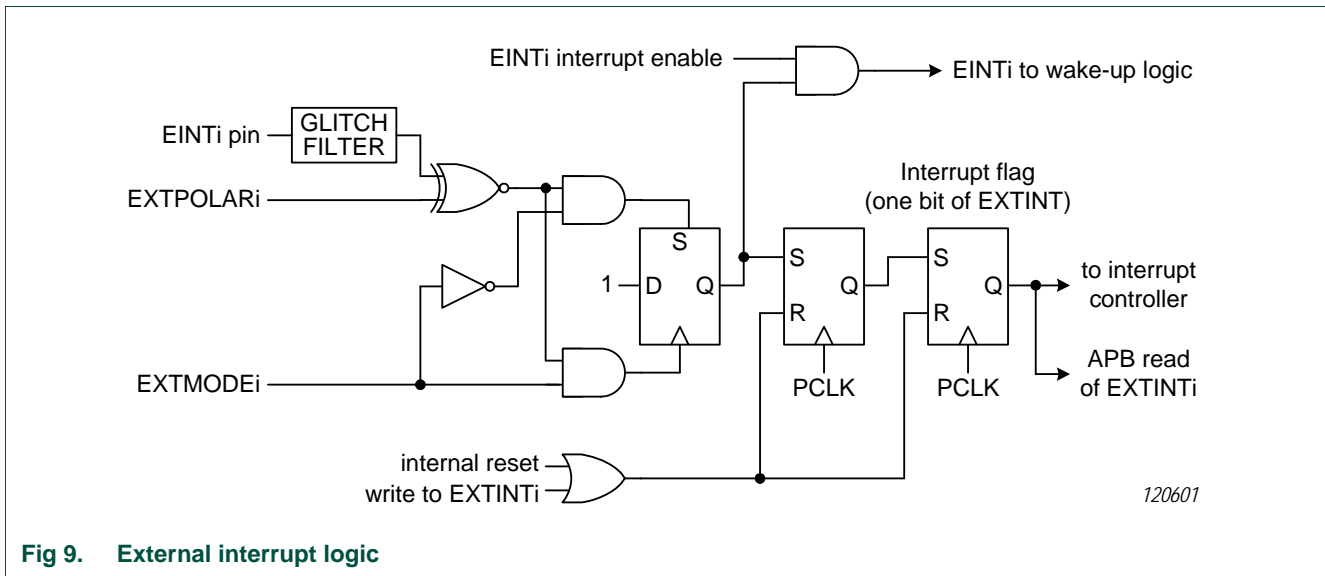 EINTi interrupt enable
EINTi to wake-up logic
GLITCH
FILTER
EINTi pin
EXTPOLARi
Interrupt flag
(one bit of EXTINT)
S
1
D
Q
S
Q
R
S
Q
R
to interrupt
controller
EXTMODEi
PCLK
PCLK
APB read
of EXTINTi
internal reset
write to EXTINTi
120601
Fig 9. External interrupt logic